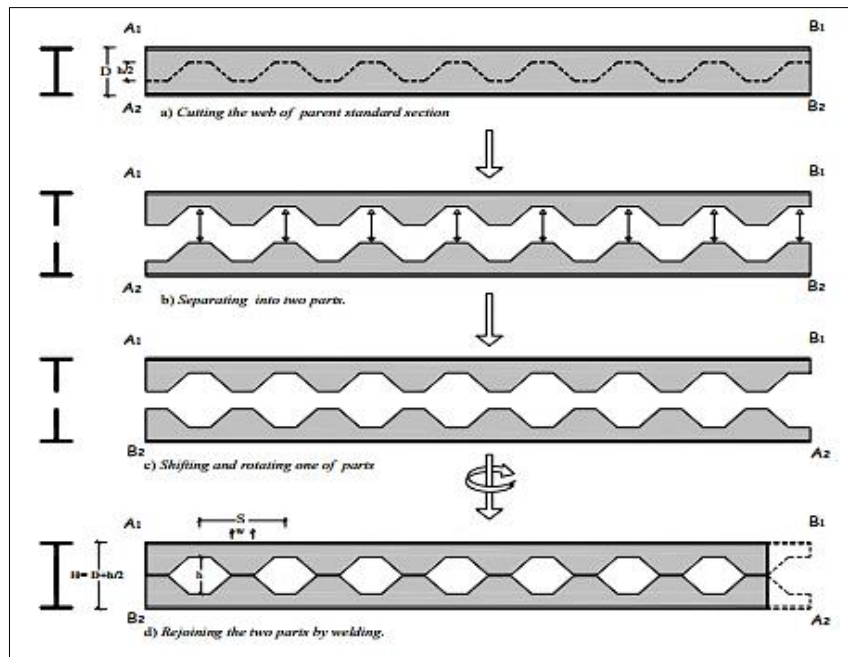 A1 B1
D h/2
A2 B2
a) Cutting the web of parent standard section
A1 B1
A2 B2
b) Separating into two parts.
A1 B1
B2 A2
c) Shifting and rotating one of parts
A1 S B1
w
H= D+h/2 h
B2 A2
d) Rejoining the two parts by welding.